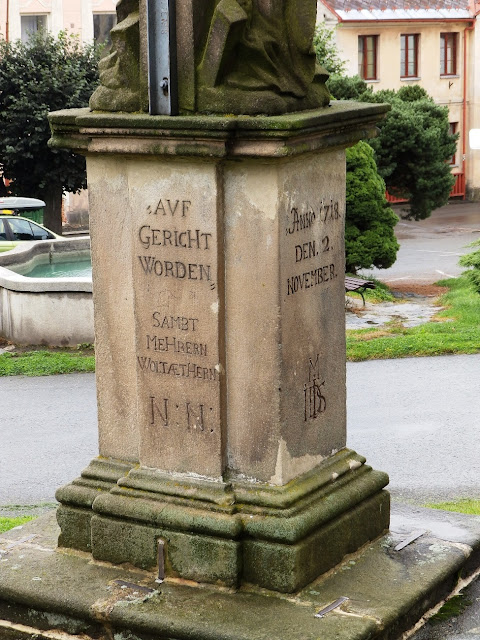 „AVF
GERICHT
WORDEN„
SAMBT
MEHRERN
WOLTÆTHERN
N:N:
„ANNO 1718.
DEN. 2.
NOVEMBER.
M
IHS